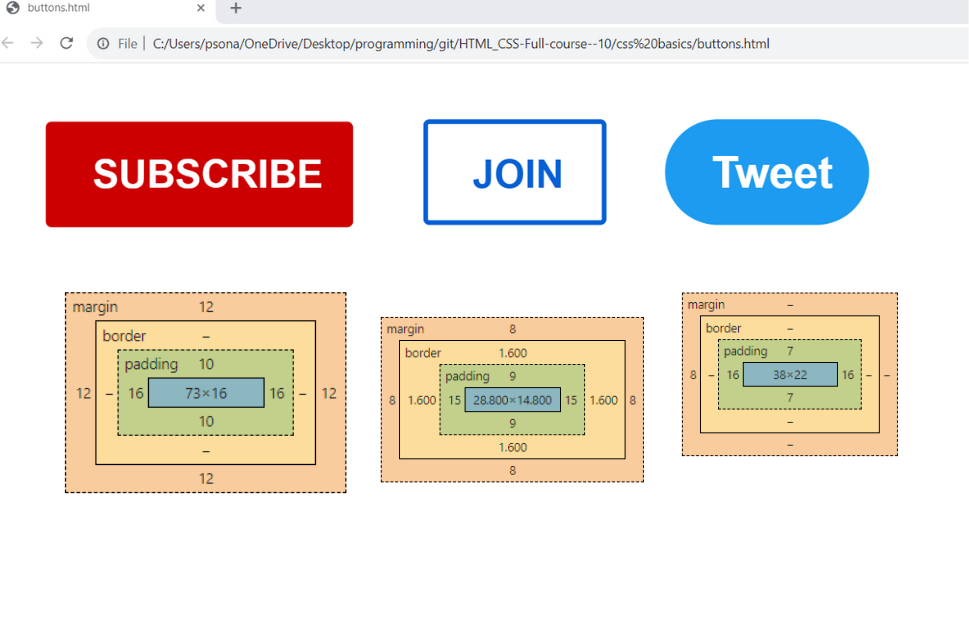 buttons.html
File | C:/Users/psona/OneDrive/Desktop/programming/git/HTML_CSS-Full-course--10/css%20basics/buttons.html
SUBSCRIBE JOIN Tweet
margin 12
border –
padding 10
12 – 16 73×16 16 – 12
10
–
12
margin 8
border 1.600
padding 9
8 1.600 15 28.800×14.800 15 1.600 8
9
1.600
8
margin –
border –
padding 7
8 – 16 38×22 16 – –
7
–
–